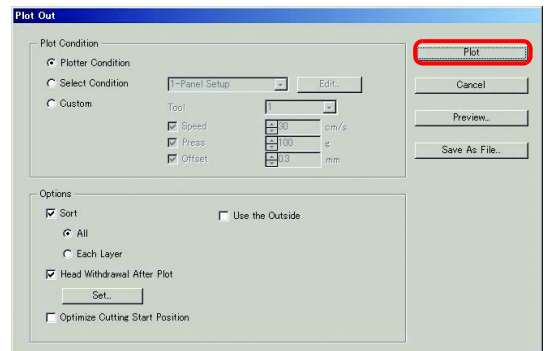 Plot Out
Plot Condition
Plotter Condition
Select Condition
1-Panel Setup
Edit..
Custom
Tool
1
Speed
30
cm/s
Press
100
g
Offset
0.3
mm
Plot
Cancel
Preview...
Save As File...
Options
Sort
Use the Outside
All
Each Layer
Head Withdrawal After Plot
Set...
Optimize Cutting Start Position